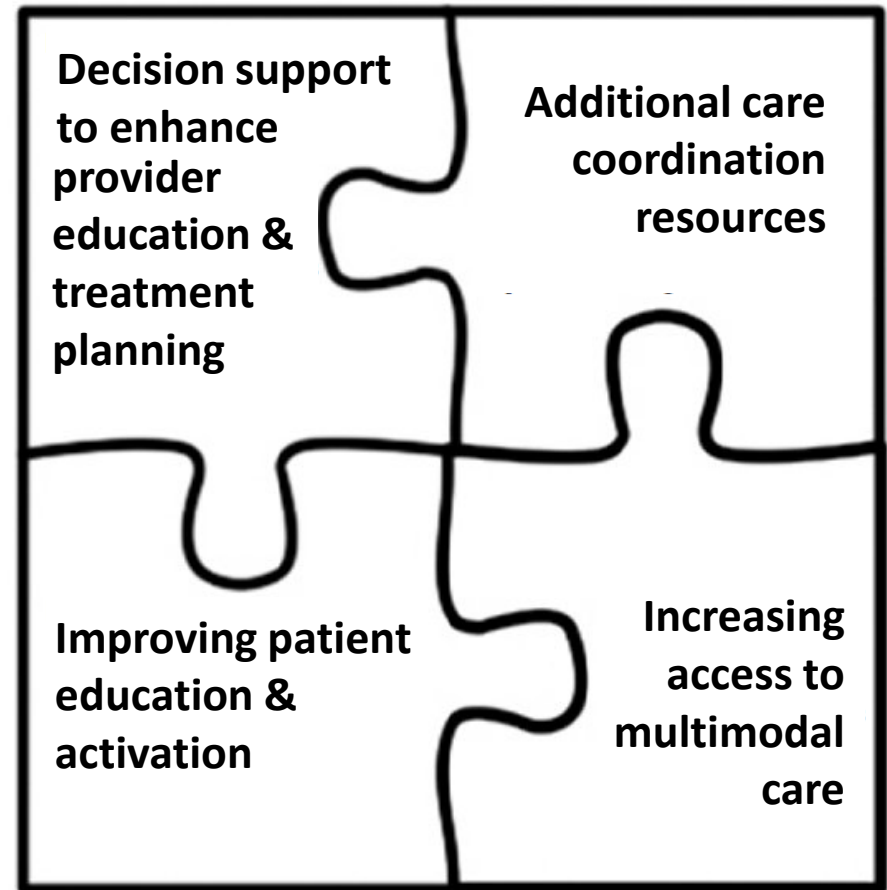 Decision support
to enhance
provider
education &
treatment
planning
Additional care
coordination
resources
Improving patient
education &
activation
Increasing
access to
multimodal
care